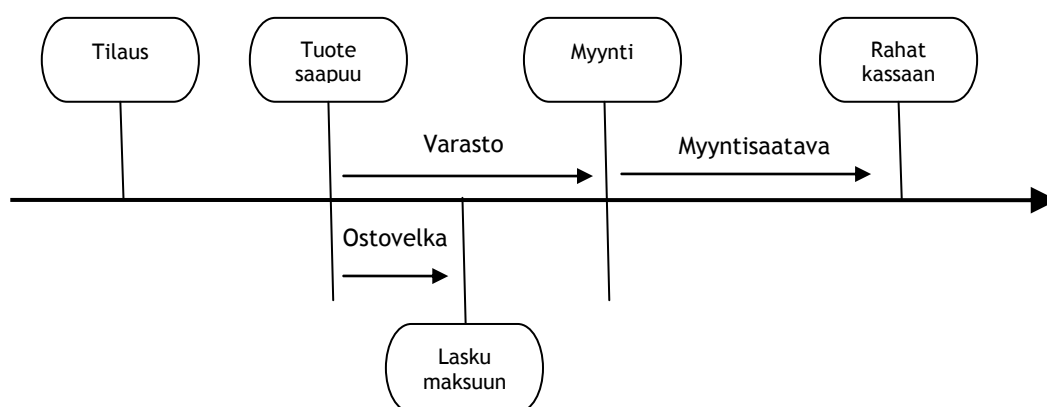 Tilaus
Tuote
saapuu
Myynti
Rahat
kassaan
Varasto
Myyntisaatava
Ostovelka
Lasku
maksuun